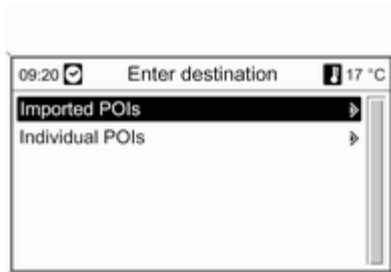 09:20 Enter destination 17 °C
Imported POIs
Individual POIs